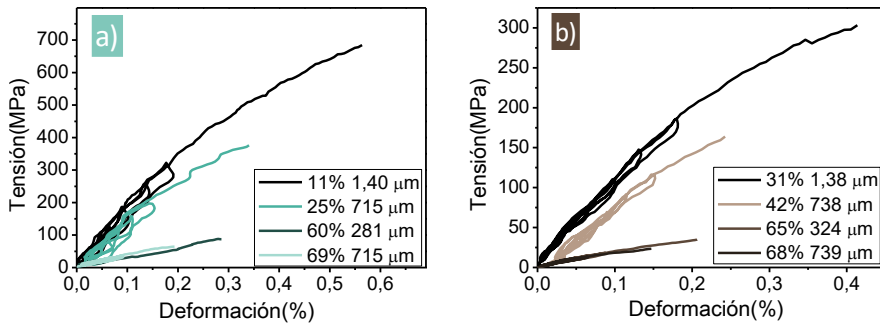 a)
Tensión(MPa)
700
600
500
400
300
200
100
0
0,0 0,1 0,2 0,3 0,4 0,5 0,6
Deformación(%)
11% 1,40 μm
25% 715 μm
60% 281 μm
69% 715 μm
b)
Tensión(MPa)
300
250
200
150
100
50
0
0,0 0,1 0,2 0,3 0,4
Deformación(%)
31% 1,38 μm
42% 738 μm
65% 324 μm
68% 739 μm